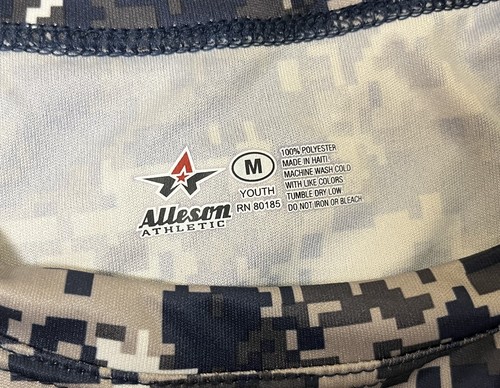 Alleson
ATHLETIC
M
YOUTH
RN 80185
100% POLYESTER
MADE IN HAITI
MACHINE WASH COLD
WITH LIKE COLORS
TUMBLE DRY LOW
DO NOT IRON OR BLEACH